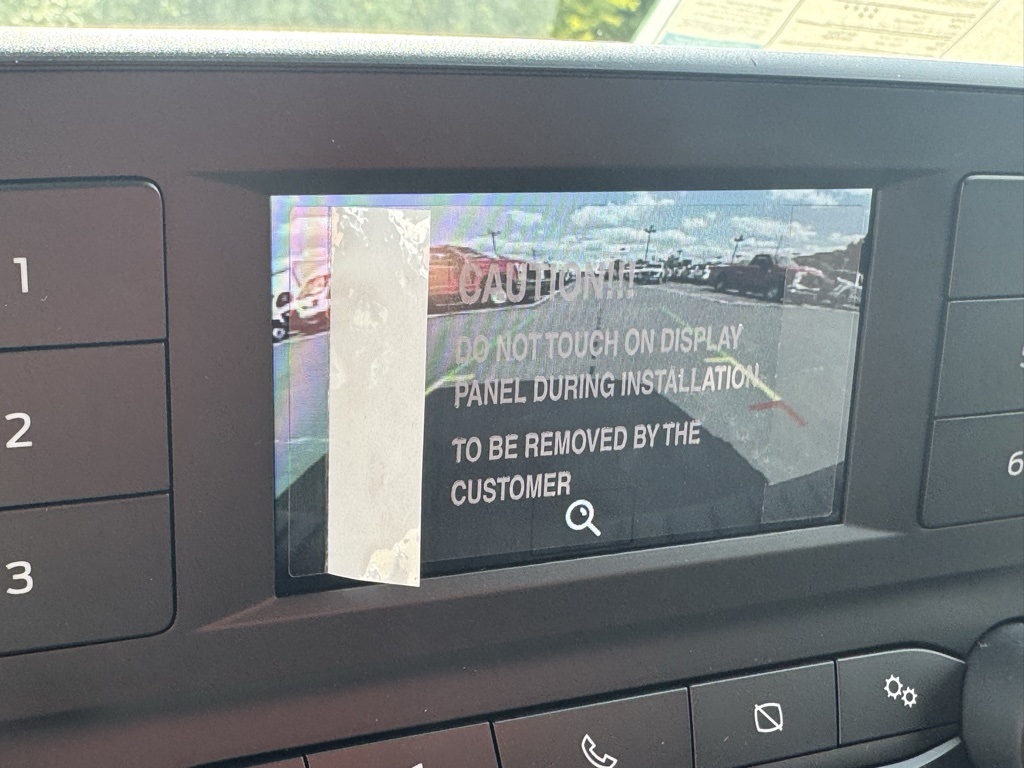 1
2
3
CAUTION!!!
DO NOT TOUCH ON DISPLAY
PANEL DURING INSTALLATION
TO BE REMOVED BY THE
CUSTOMER
6